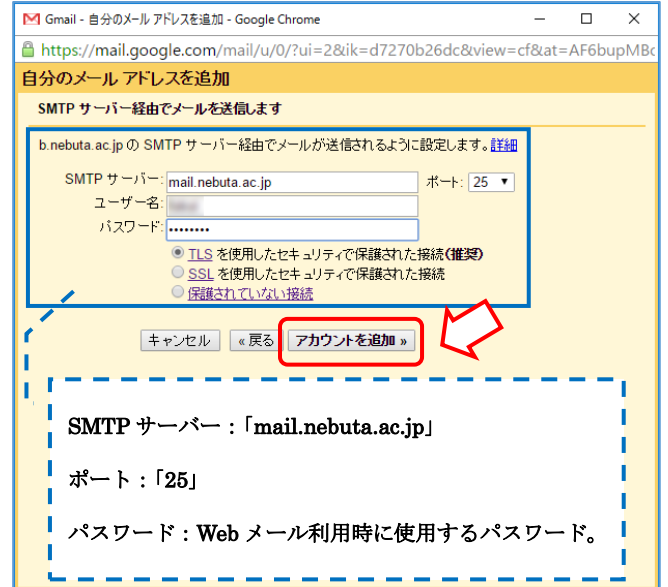 Gmail - 自分のメール アドレスを追加 - Google Chrome
https://mail.google.com/mail/u/0/?ui=2&ik=d7270b26dc&view=cf&at=AF6bupMBc
自分のメール アドレスを追加
SMTP サーバー経由でメールを送信します
b.nebuta.ac.jp の SMTP サーバー経由でメールが送信されるように設定します。詳細
SMTP サーバー: mail.nebuta.ac.jp ポート: 25 ▼
ユーザー名:
パスワード: ••••••••
TLS を使用したセキュリティで保護された接続(推奨)
SSL を使用したセキュリティで保護された接続
保護されていない接続
キャンセル « 戻る アカウントを追加 »
SMTP サーバー：「mail.nebuta.ac.jp」
ポート：「25」
パスワード：Web メール利用時に使用するパスワード。